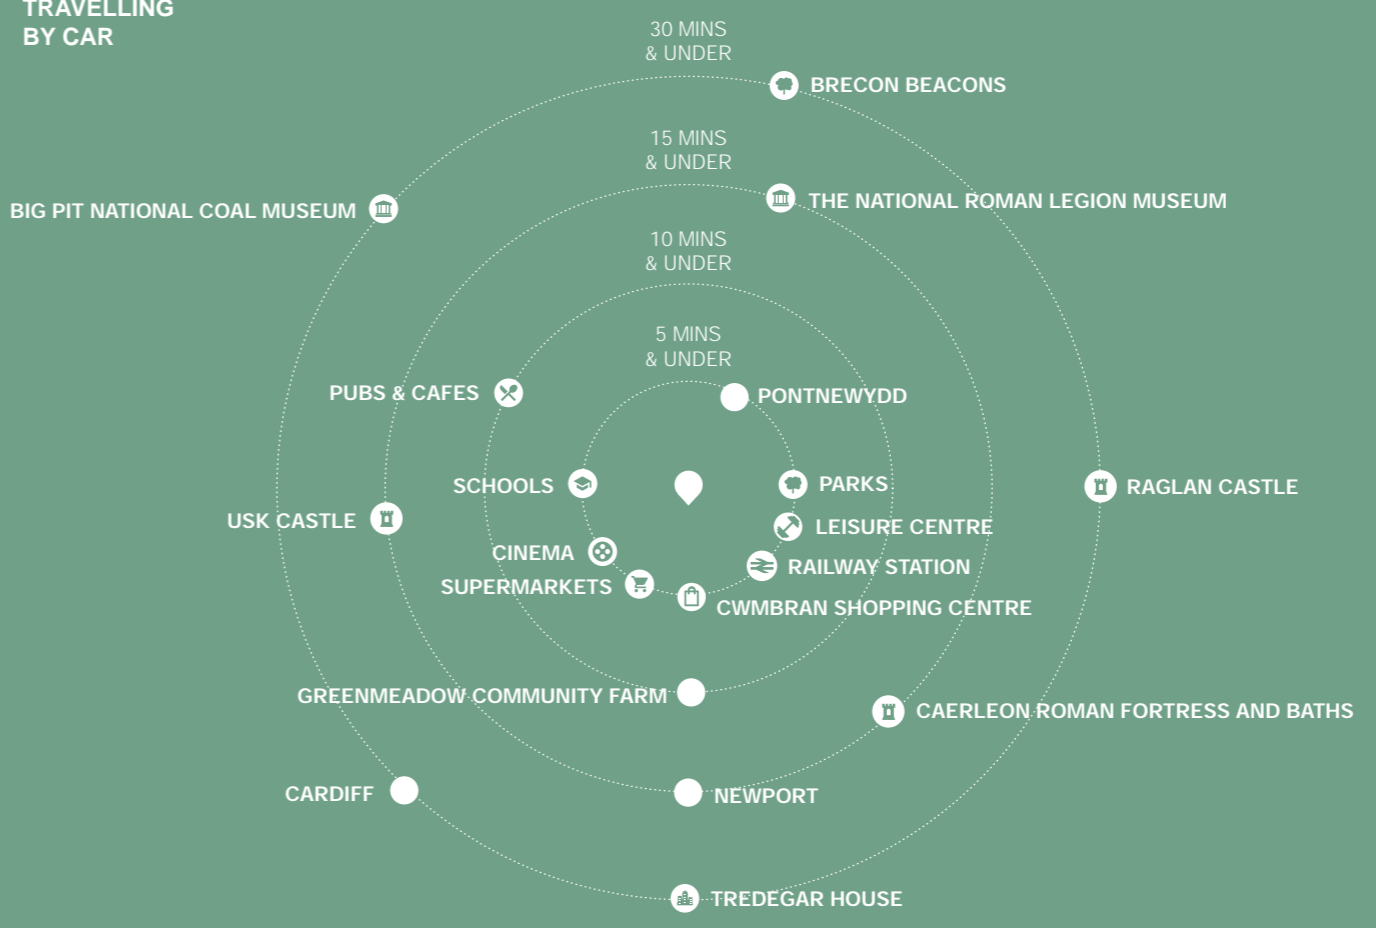 TRAVELLING
BY CAR
30 MINS
& UNDER
BRECON BEACONS
15 MINS
& UNDER
BIG PIT NATIONAL COAL MUSEUM
THE NATIONAL ROMAN LEGION MUSEUM
10 MINS
& UNDER
5 MINS
& UNDER
PUBS & CAFES
PONTNEWYDD
SCHOOLS
PARKS
RAGLAN CASTLE
USK CASTLE
LEISURE CENTRE
CINEMA
RAILWAY STATION
SUPERMARKETS
CWMBRAN SHOPPING CENTRE
GREENMEADOW COMMUNITY FARM
CAERLEON ROMAN FORTRESS AND BATHS
CARDIFF
NEWPORT
TREDEGAR HOUSE